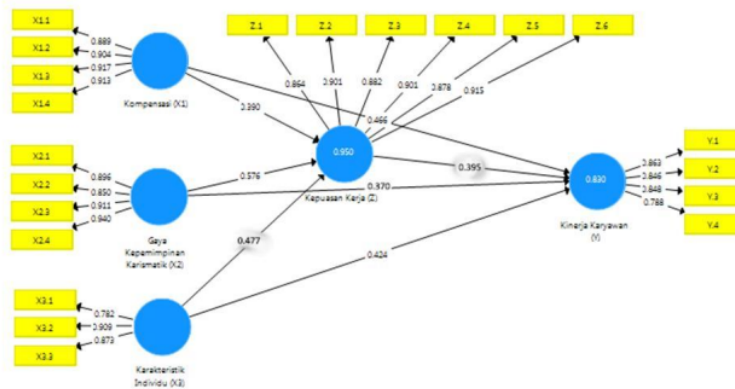 X1.1
X1.2
X1.3
X1.4
0.889
0.904
0.917
0.913
Kompensasi (X1)
X2.1
X2.2
X2.3
X2.4
0.896
0.850
0.911
0.940
Gaya
Kepemimpinan
Karismatik (X2)
X3.1
X3.2
X3.3
0.782
0.909
0.873
Karakteristik
Individu (X3)
Z.1
Z.2
Z.3
Z.4
Z.5
Z.6
0.864
0.901
0.882
0.901
0.878
0.915
0.390
0.576
0.477
0.950
Kepuasan Kerja (Z)
0.466
0.395
0.370
0.424
0.830
Kinerja Karyawan
(Y)
0.863
0.846
0.848
0.788
Y.1
Y.2
Y.3
Y.4